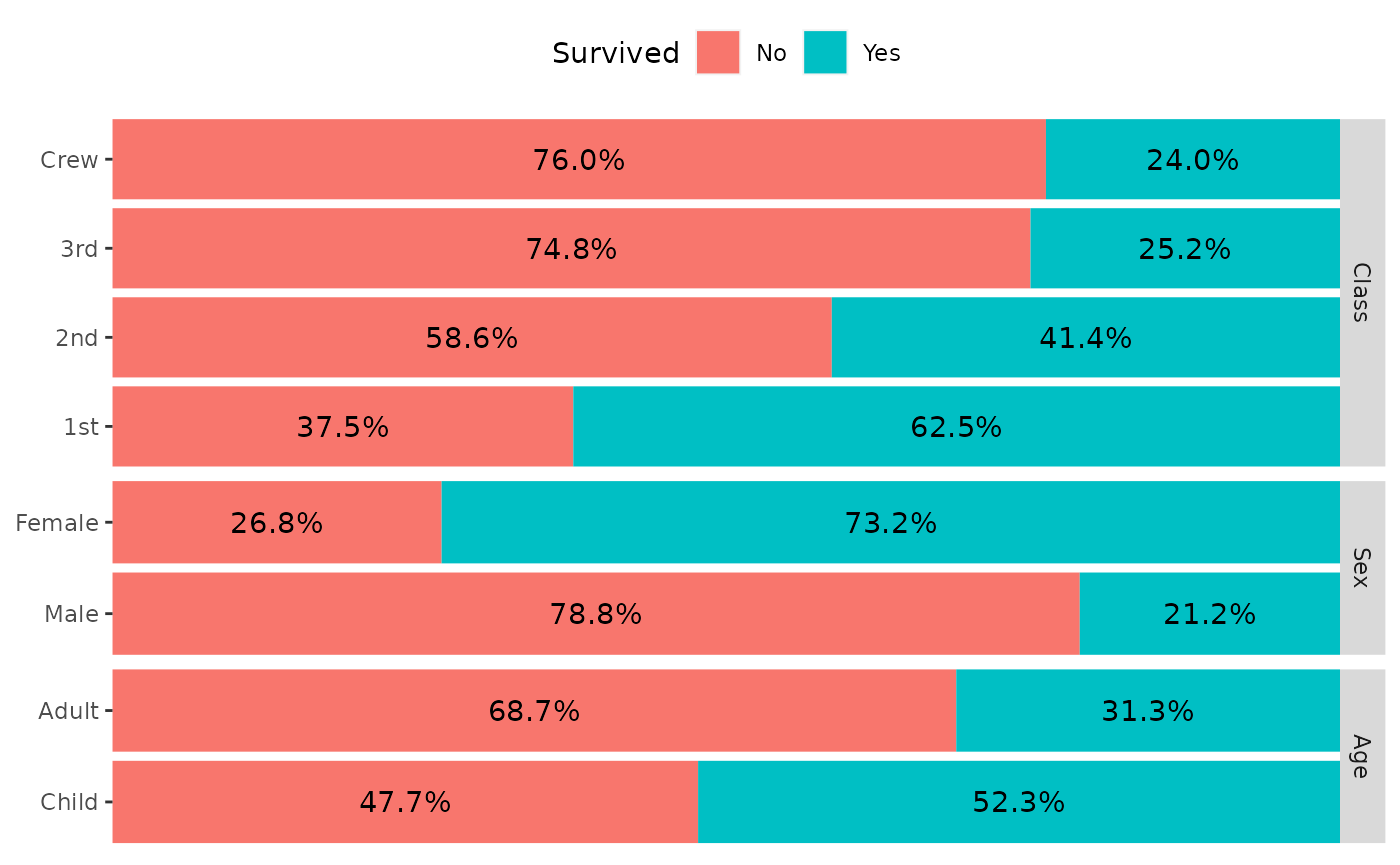 Survived No Yes
Crew 76.0% 24.0%
3rd 74.8% 25.2%
2nd 58.6% 41.4%
1st 37.5% 62.5%
Class
Female 26.8% 73.2%
Male 78.8% 21.2%
Sex
Adult 68.7% 31.3%
Child 47.7% 52.3%
Age